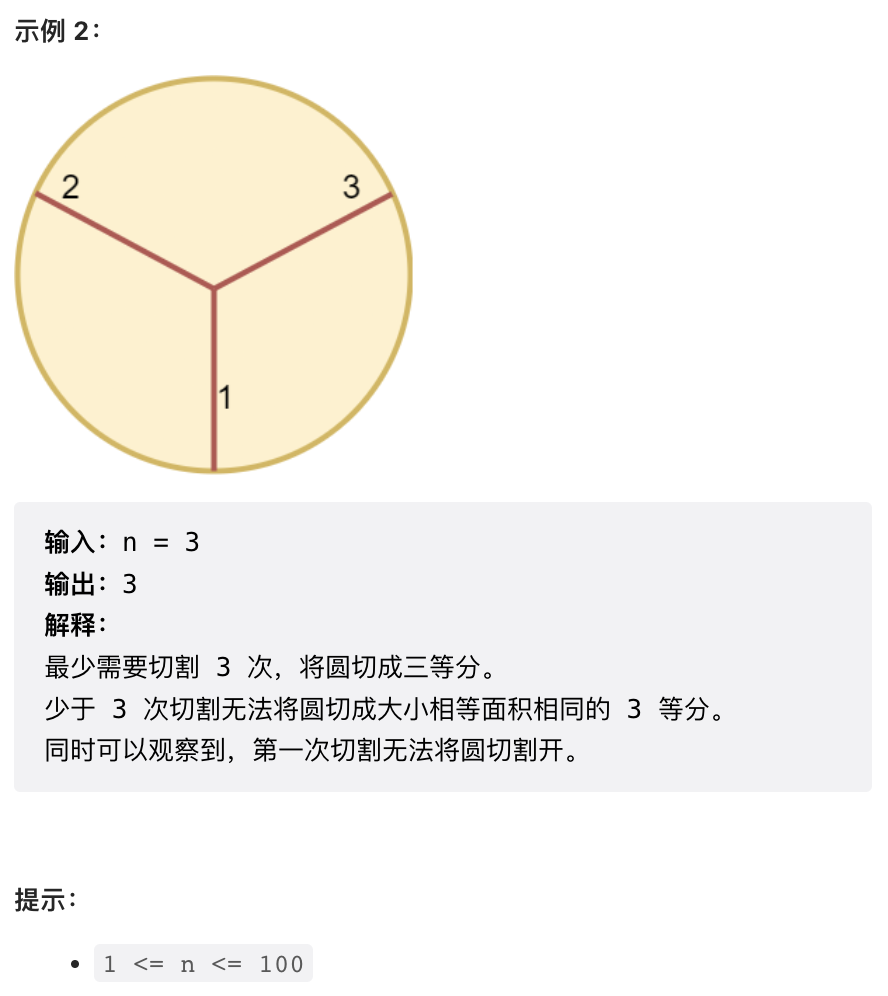 示例 2：
2
3
1
输入：n = 3
输出：3
解释：
最少需要切割 3 次，将圆切成三等分。
少于 3 次切割无法将圆切成大小相等面积相同的 3 等分。
同时可以观察到，第一次切割无法将圆切割开。
提示：
• 1 <= n <= 100